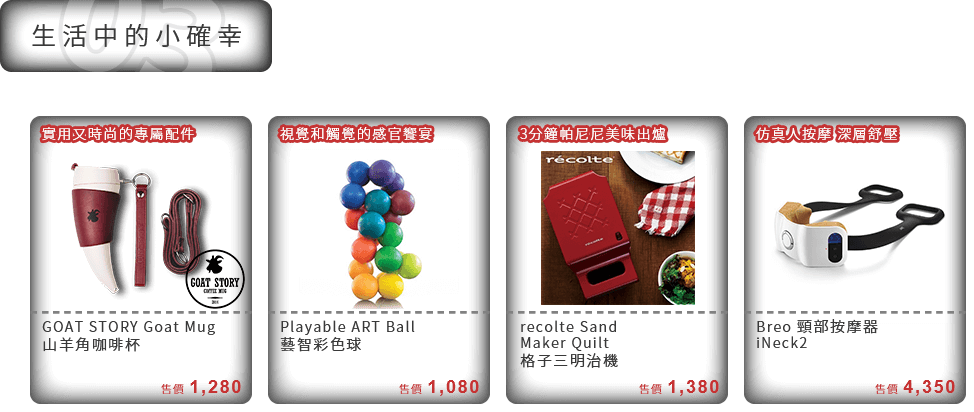 03
生活中的小確幸
實用又時尚的專屬配件
GOAT STORY
COFFEE MUG
GOAT STORY Goat Mug
山羊角咖啡杯
售價 1,280
視覺和觸覺的感官饗宴
Playable ART Ball
藝智彩色球
售價 1,080
3分鐘帕尼尼美味出爐
récolte
recolte
recolte Sand
Maker Quilt
格子三明治機
售價 1,380
仿真人按摩 深層舒壓
Breo 頸部按摩器
iNeck2
售價 4,350